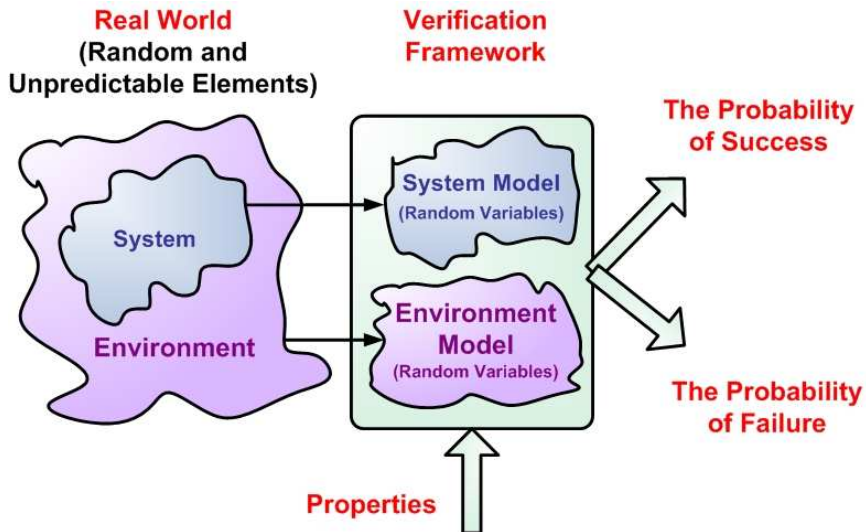 Real World
(Random and
Unpredictable Elements)
Verification
Framework
The Probability
of Success
System Model
(Random Variables)
System
Environment
Environment
Model
(Random Variables)
The Probability
of Failure
Properties